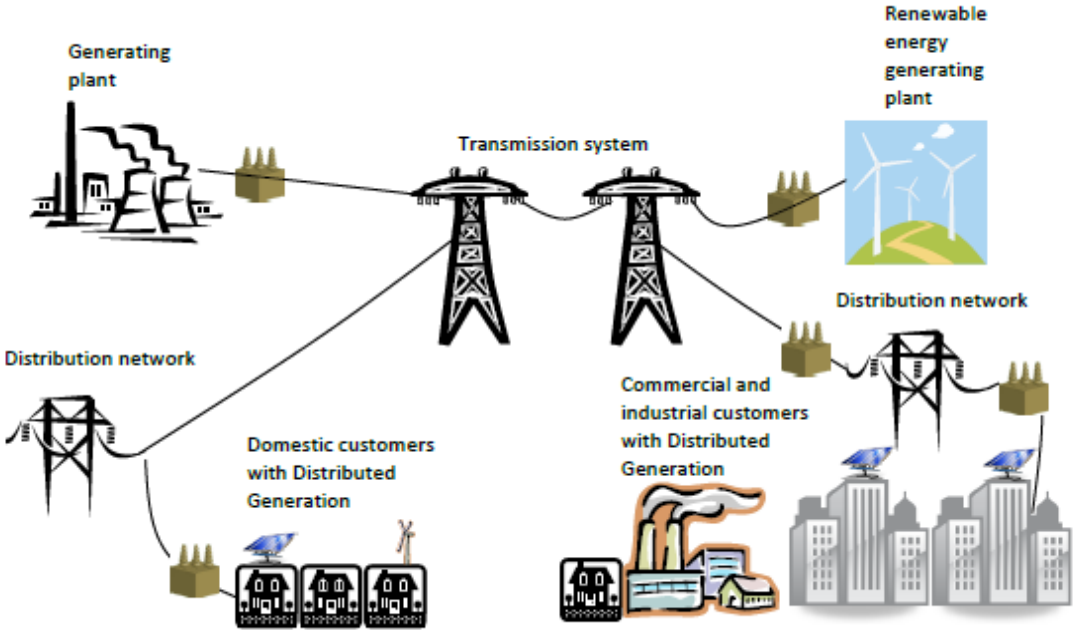 Generating
plant
Renewable
energy
generating
plant
Transmission system
Distribution network
Distribution network
Domestic customers
with Distributed
Generation
Commercial and
industrial customers
with Distributed
Generation